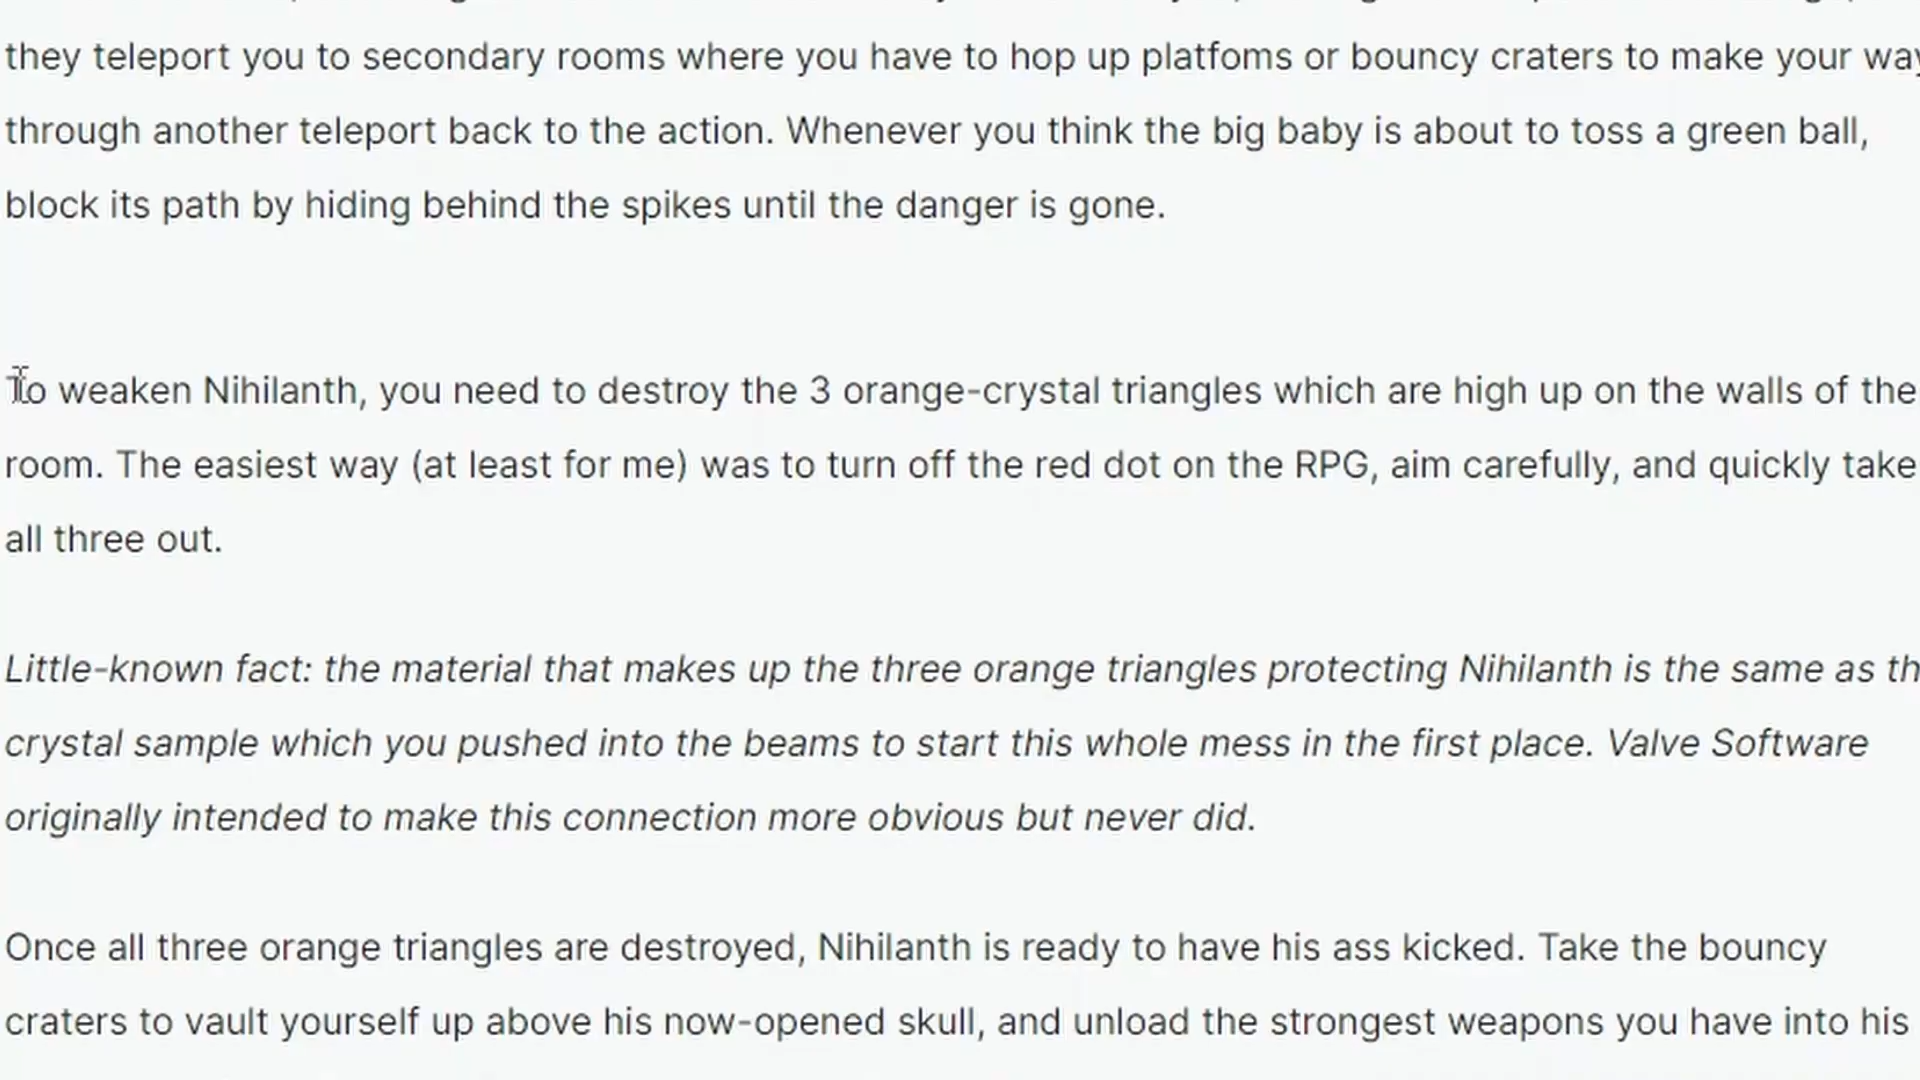 they teleport you to secondary rooms where you have to hop up platfoms or bouncy craters to make your way
through another teleport back to the action. Whenever you think the big baby is about to toss a green ball,
block its path by hiding behind the spikes until the danger is gone.
To weaken Nihilanth, you need to destroy the 3 orange-crystal triangles which are high up on the walls of the
room. The easiest way (at least for me) was to turn off the red dot on the RPG, aim carefully, and quickly take
all three out.
Little-known fact: the material that makes up the three orange triangles protecting Nihilanth is the same as th
crystal sample which you pushed into the beams to start this whole mess in the first place. Valve Software
originally intended to make this connection more obvious but never did.
Once all three orange triangles are destroyed, Nihilanth is ready to have his ass kicked. Take the bouncy
craters to vault yourself up above his now-opened skull, and unload the strongest weapons you have into his